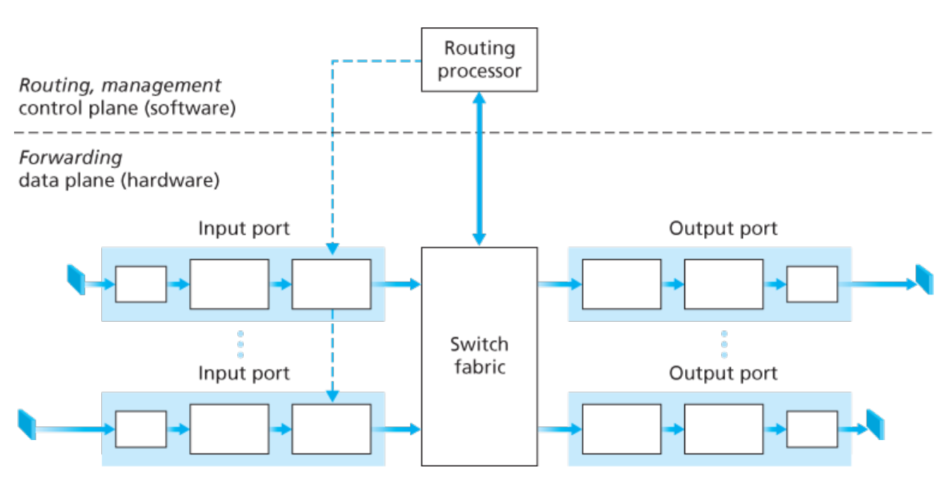 Routing
processor
Routing, management
control plane (software)
Forwarding
data plane (hardware)
Input port
Output port
Switch
fabric
Input port
Output port